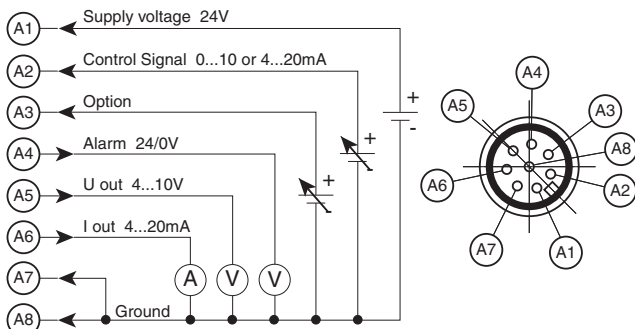 A1 Supply voltage 24V
A2 Control Signal 0...10 or 4...20mA
A3 Option
A4 Alarm 24/0V
A5 U out 4...10V
A6 I out 4...20mA
A7
A8 Ground
A V V
+
-
+
+
A4
A5 A3
A8
A6 A2
A7 A1